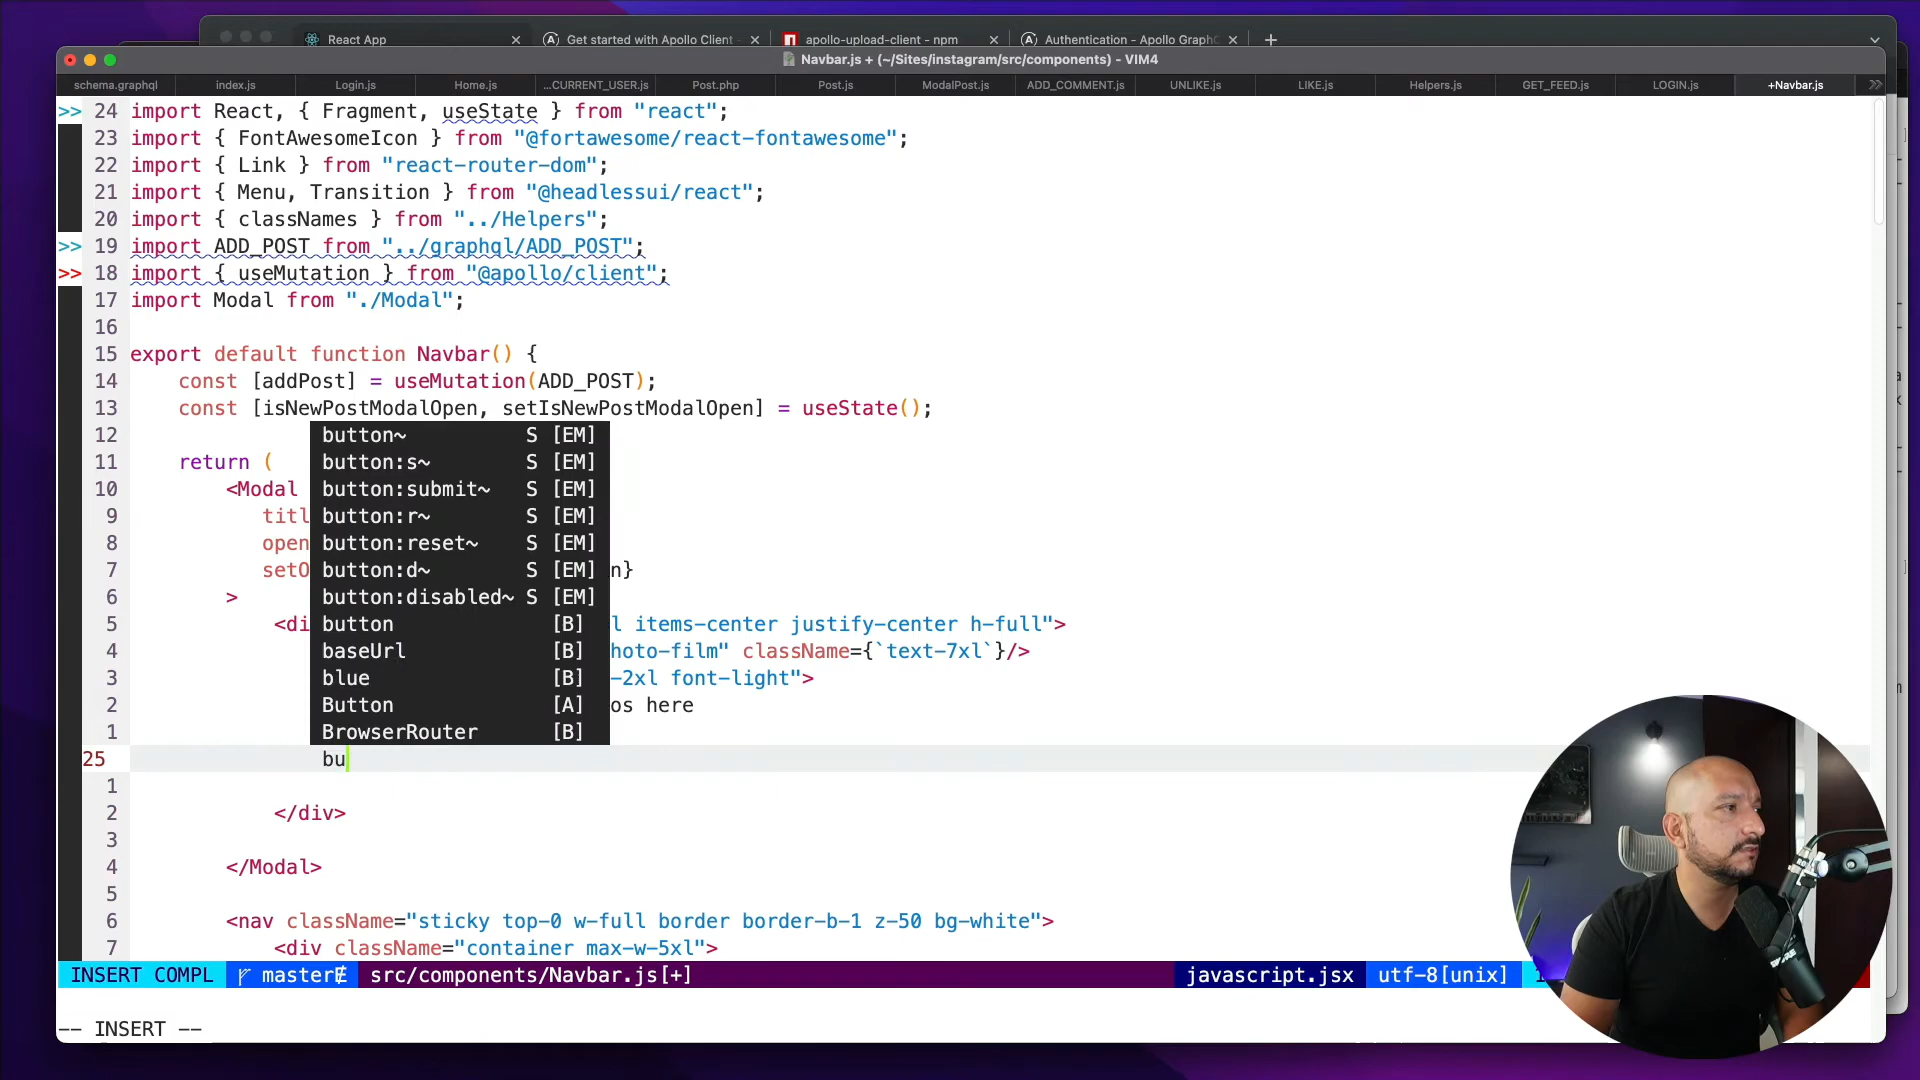 React App
Get started with Apollo Client -
apollo-upload-client - npm
Authentication - Apollo GraphQ
Navbar.js + (~/Sites/instagram/src/components) - VIM4
schema.graphql
index.js
Login.js
Home.js
...CURRENT_USER.js
Post.php
Post.js
ModalPost.js
ADD_COMMENT.js
UNLIKE.js
LIKE.js
Helpers.js
GET_FEED.js
LOGIN.js
+Navbar.js
>> 24 import React, { Fragment, useState } from "react";
23 import { FontAwesomeIcon } from "@fortawesome/react-fontawesome";
22 import { Link } from "react-router-dom";
21 import { Menu, Transition } from "@headlessui/react";
20 import { classNames } from "../Helpers";
>> 19 import ADD_POST from "../graphql/ADD_POST";
>> 18 import { useMutation } from "@apollo/client";
17 import Modal from "./Modal";
16
15 export default function Navbar() {
14 const [addPost] = useMutation(ADD_POST);
13 const [isNewPostModalOpen, setIsNewPostModalOpen] = useState();
12 button~ S [EM]
11 return ( button:s~ S [EM]
10 <Modal button:submit~ S [EM]
9 titl button:r~ S [EM]
8 open button:reset~ S [EM]
7 setO button:d~ S [EM] n}
6 > button:disabled~ S [EM]
5 <di button [B] l items-center justify-center h-full">
4 baseUrl [B] hoto-film" className={`text-7xl`}/>
3 blue [B] -2xl font-light">
2 Button [A] os here
1 BrowserRouter [B]
25 bu
1
2 </div>
3
4 </Modal>
5
6 <nav className="sticky top-0 w-full border border-b-1 z-50 bg-white">
7 <div className="container max-w-5xl">
INSERT COMPL masterɆ src/components/Navbar.js[+] javascript.jsx utf-8[unix]
-- INSERT --